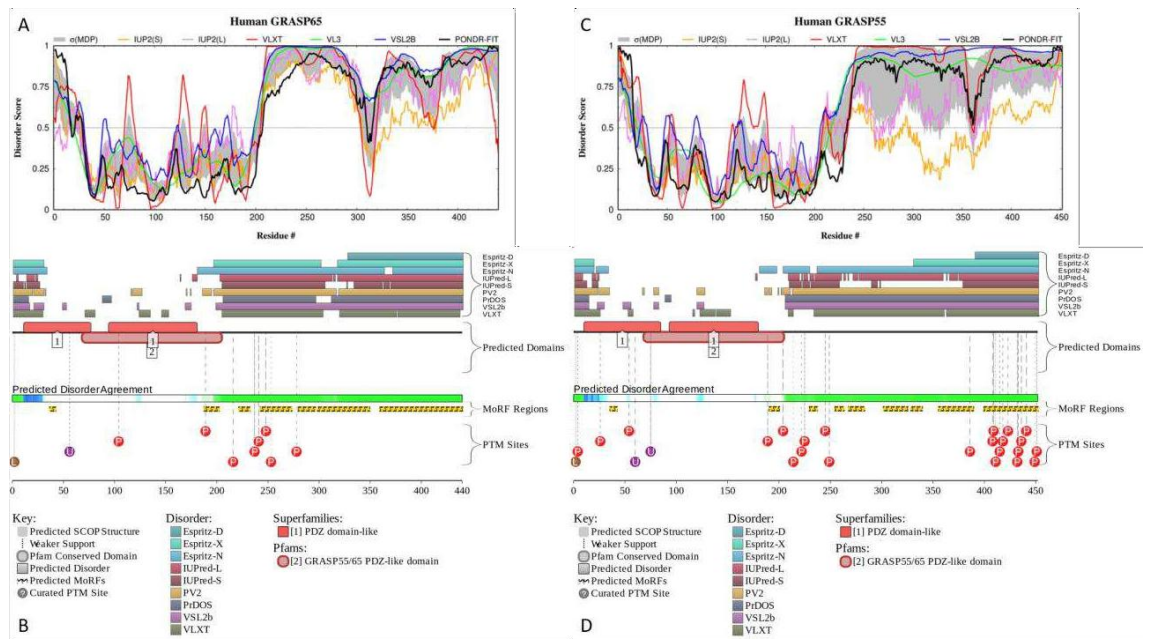 A
Human GRASP65
σ(MDP) IUP2(S) IUP2(L) VLXT VL3 VSL2B PONDR-FIT
1
0.75
0.5
0.25
0
Disorder Score
0 50 100 150 200 250 300 350 400
Residue #
C
Human GRASP55
σ(MDP) IUP2(S) IUP2(L) VLXT VL3 VSL2B PONDR-FIT
1
0.75
0.5
0.25
0
Disorder Score
0 50 100 150 200 250 300 350 400 450
Residue #
Espritz-D
Espritz-X
Espritz-N
IUPred-L
IUPred-S
PV2
PrDOS
VSL2b
VLXT
1
1
2
Predicted Domains
Predicted Disorder Agreement
MoRF Regions
P P P P P P P P P U
PTM Sites
0 50 100 150 200 250 300 350 400 440
Key:
Predicted SCOP Structure
Weaker Support
Pfam Conserved Domain
Predicted Disorder
Predicted MoRFs
Curated PTM Site
Disorder:
Espritz-D
Espritz-X
Espritz-N
IUPred-L
IUPred-S
PV2
PrDOS
VSL2b
VLXT
Superfamilies:
[1] PDZ domain-like
Pfams:
[2] GRASP55/65 PDZ-like domain
B
Espritz-D
Espritz-X
Espritz-N
IUPred-L
IUPred-S
PV2
PrDOS
VSL2b
VLXT
1
1
2
Predicted Domains
Predicted Disorder Agreement
MoRF Regions
PTM Sites
0 50 100 150 200 250 300 350 400 450
Key:
Predicted SCOP Structure
Weaker Support
Pfam Conserved Domain
Predicted Disorder
Predicted MoRFs
Curated PTM Site
Disorder:
Espritz-D
Espritz-X
Espritz-N
IUPred-L
IUPred-S
PV2
PrDOS
VSL2b
VLXT
Superfamilies:
[1] PDZ domain-like
Pfams:
[2] GRASP55/65 PDZ-like domain
D